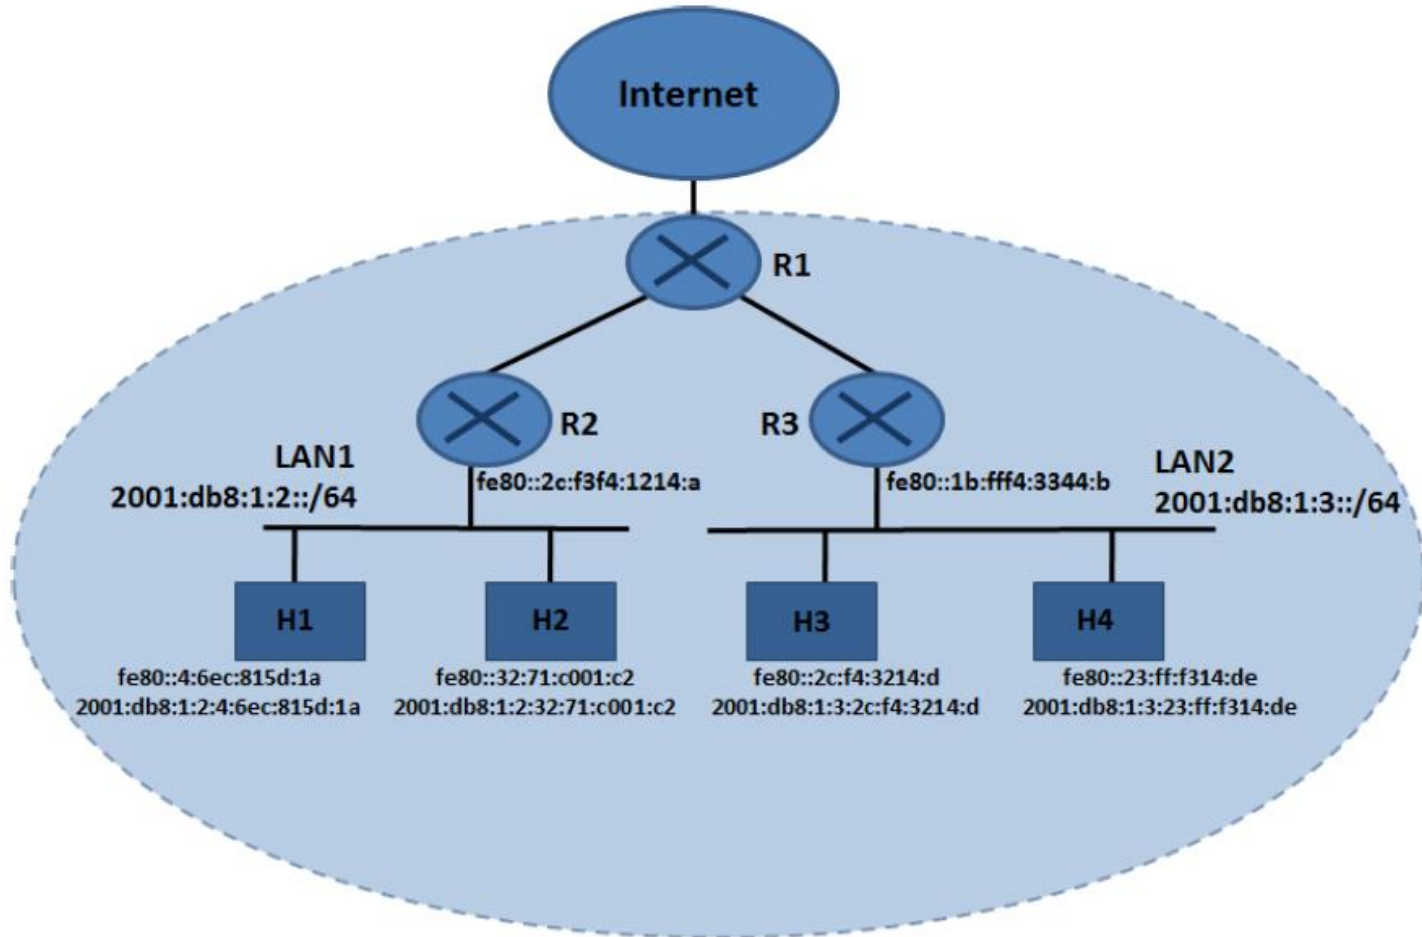 Internet
R1
R2
R3
LAN1
2001:db8:1:2::/64
fe80::2c:f3f4:1214:a
fe80::1b:fff4:3344:b
LAN2
2001:db8:1:3::/64
H1
H2
H3
H4
fe80::4:6ec:815d:1a
2001:db8:1:2:4:6ec:815d:1a
fe80::32:71:c001:c2
2001:db8:1:2:32:71:c001:c2
fe80::2c:f4:3214:d
2001:db8:1:3:2c:f4:3214:d
fe80::23:ff:f314:de
2001:db8:1:3:23:ff:f314:de